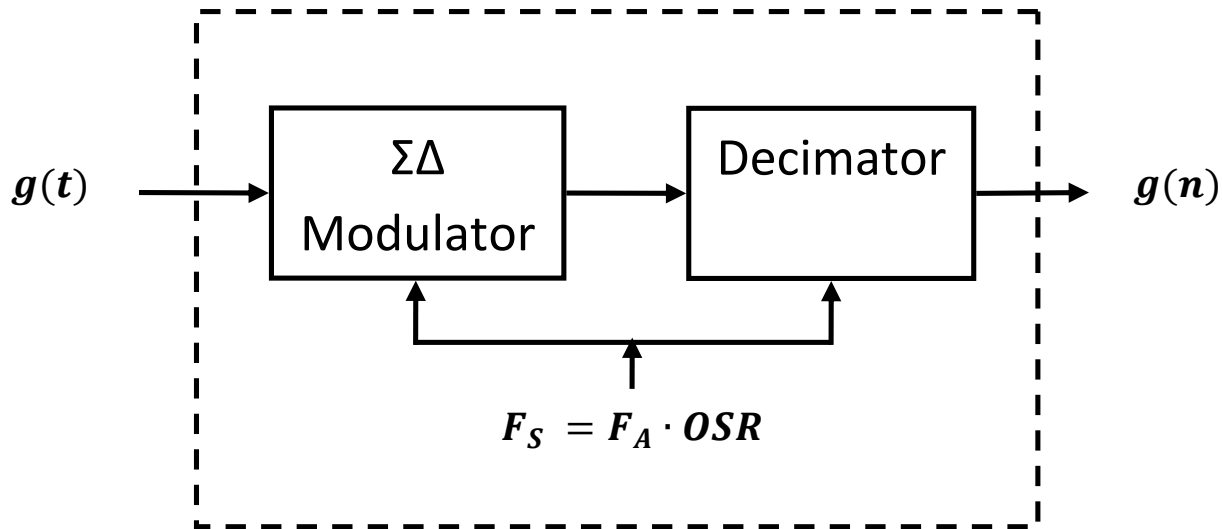 g(t)
ΣΔ
Modulator
Decimator
g(n)
F_S = F_A · OSR